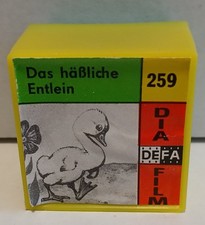 Das häßliche
Entlein
259
DIA
DEFA
FILM